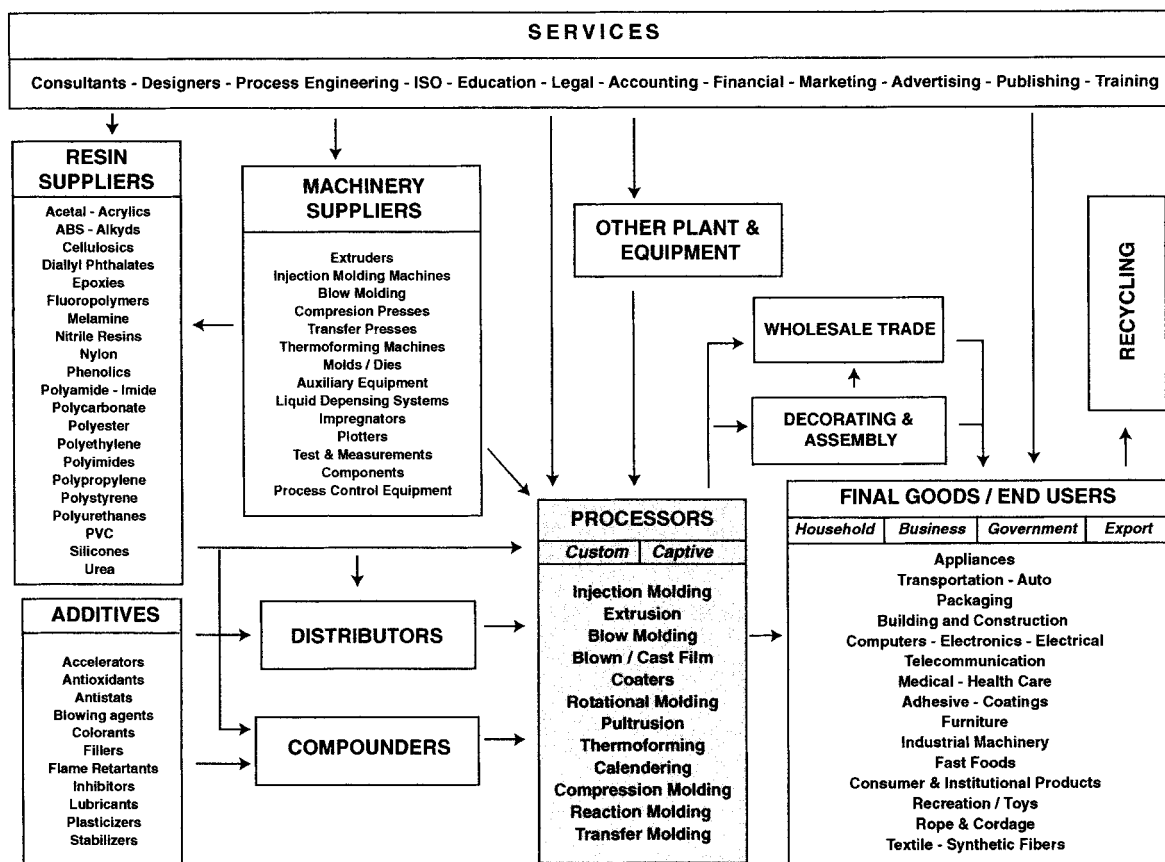 SERVICES
Consultants - Designers - Process Engineering - ISO - Education - Legal - Accounting - Financial - Marketing - Advertising - Publishing - Training
RESIN
SUPPLIERS
Acetal - Acrylics
ABS - Alkyds
Cellulosics
Diallyl Phthalates
Epoxies
Fluoropolymers
Melamine
Nitrile Resins
Nylon
Phenolics
Polyamide - Imide
Polycarbonate
Polyester
Polyethylene
Polyimides
Polypropylene
Polystyrene
Polyurethanes
PVC
Silicones
Urea
MACHINERY
SUPPLIERS
Extruders
Injection Molding Machines
Blow Molding
Compresion Presses
Transfer Presses
Thermoforming Machines
Molds / Dies
Auxiliary Equipment
Liquid Depensing Systems
Impregnators
Plotters
Test & Measurements
Components
Process Control Equipment
OTHER PLANT &
EQUIPMENT
WHOLESALE TRADE
DECORATING &
ASSEMBLY
RECYCLING
ADDITIVES
Accelerators
Antioxidants
Antistats
Blowing agents
Colorants
Fillers
Flame Retartants
Inhibitors
Lubricants
Plasticizers
Stabilizers
DISTRIBUTORS
COMPOUNDERS
PROCESSORS
Custom Captive
Injection Molding
Extrusion
Blow Molding
Blown / Cast Film
Coaters
Rotational Molding
Pultrusion
Thermoforming
Calendering
Compression Molding
Reaction Molding
Transfer Molding
FINAL GOODS / END USERS
Household Business Government Export
Appliances
Transportation - Auto
Packaging
Building and Construction
Computers - Electronics - Electrical
Telecommunication
Medical - Health Care
Adhesive - Coatings
Furniture
Industrial Machinery
Fast Foods
Consumer & Institutional Products
Recreation / Toys
Rope & Cordage
Textile - Synthetic Fibers